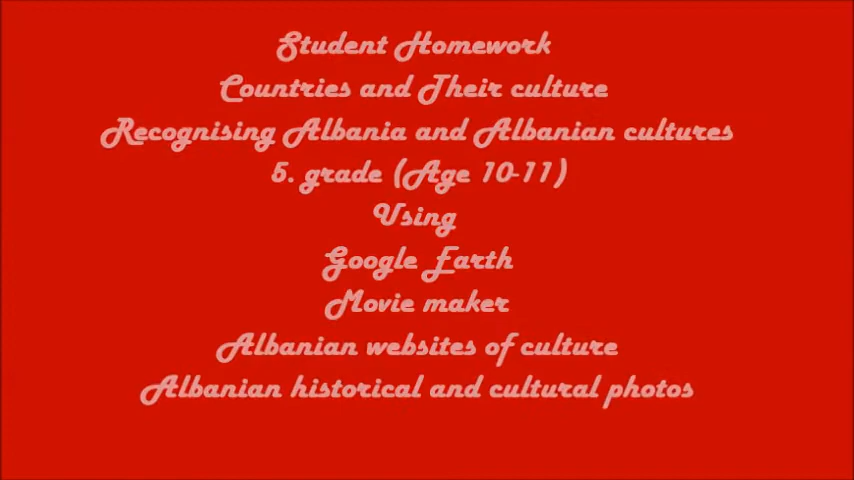 Student Homework
Countries and Their culture
Recognising Albania and Albanian cultures
5. grade (Age 10-11)
Using
Google Earth
Movie maker
Albanian websites of culture
Albanian historical and cultural photos